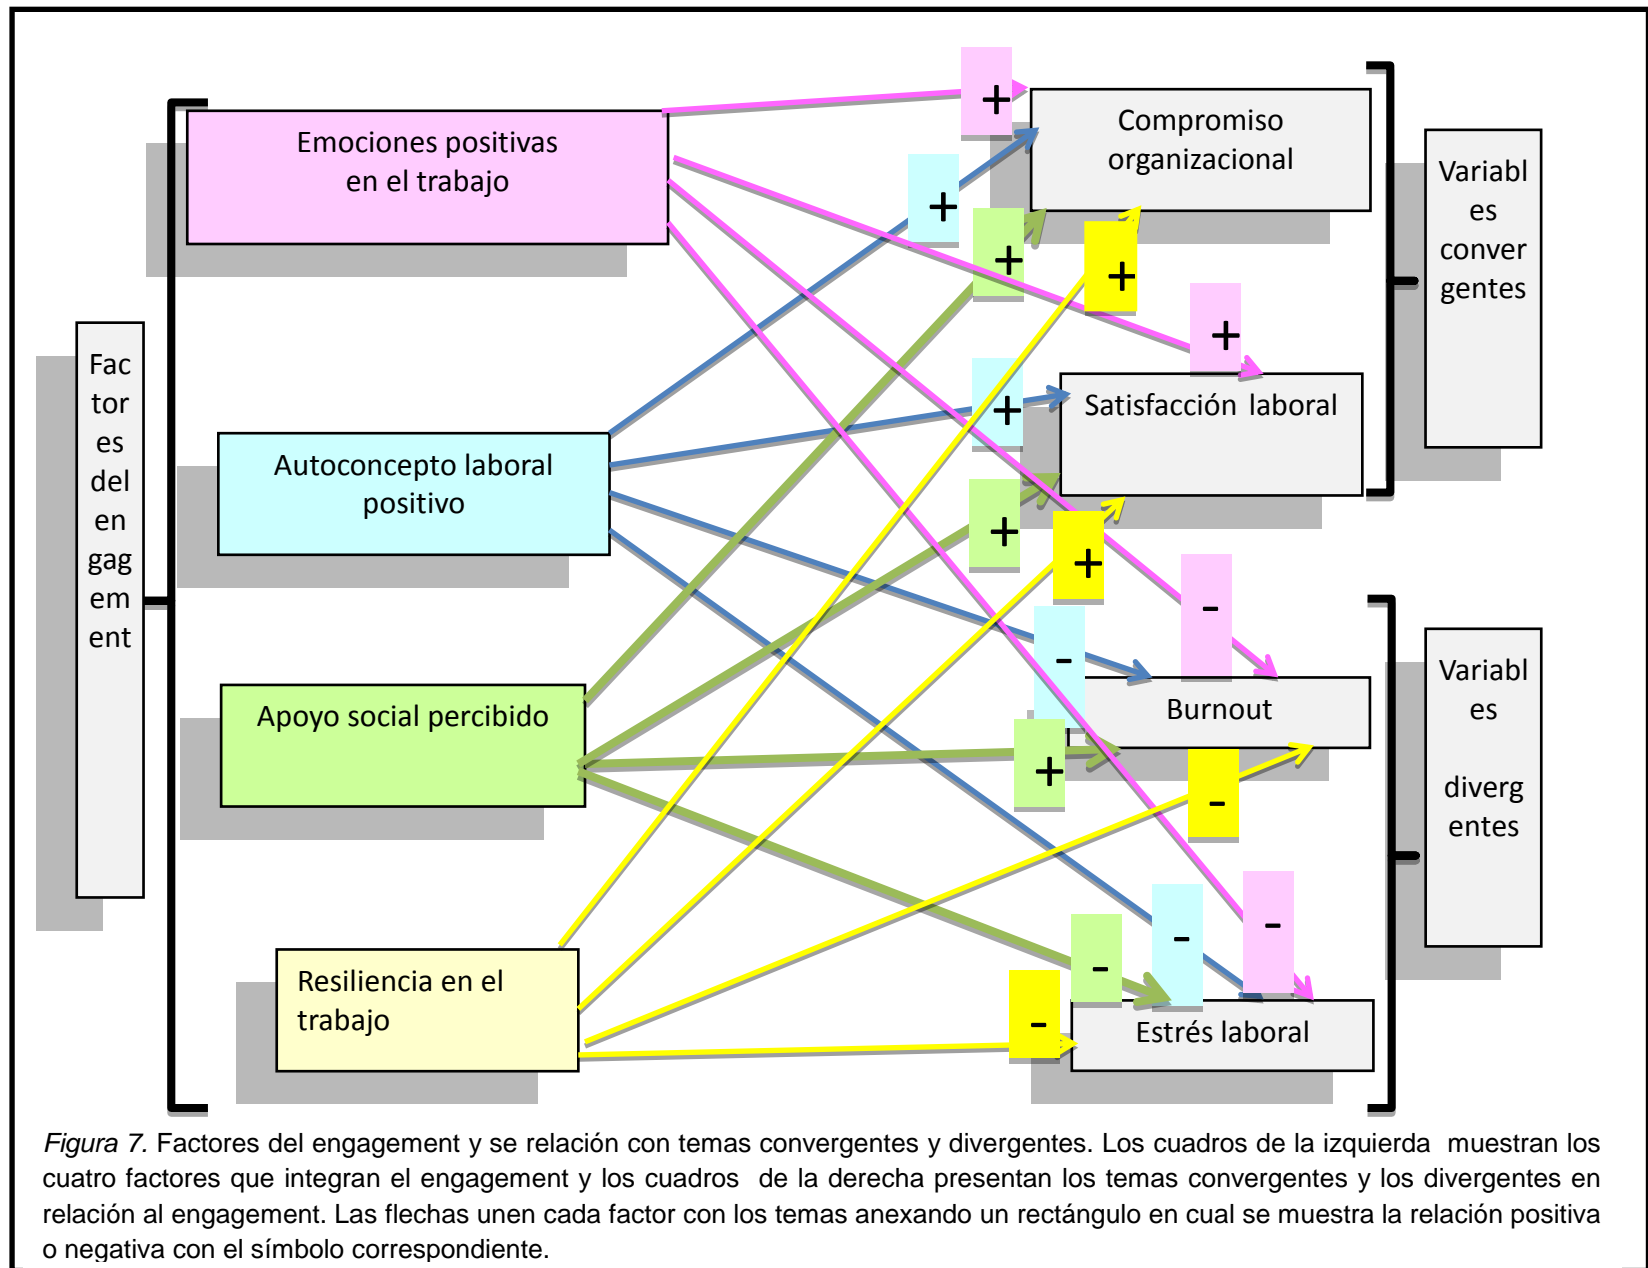 +
Emociones positivas
en el trabajo
Compromiso
organizacional
+
+
+
Variabl
es
conver
gentes
+
Fac
tor
es
del
en
gag
em
ent
Autoconcepto laboral
positivo
+
Satisfacción laboral
+
+
-
-
Apoyo social percibido
Burnout
+
-
Variabl
es
diverg
entes
Resiliencia en el
trabajo
-
-
-
-
Estrés laboral
Figura 7. Factores del engagement y se relación con temas convergentes y divergentes. Los cuadros de la izquierda muestran los
cuatro factores que integran el engagement y los cuadros de la derecha presentan los temas convergentes y los divergentes en
relación al engagement. Las flechas unen cada factor con los temas anexando un rectángulo en cual se muestra la relación positiva
o negativa con el símbolo correspondiente.